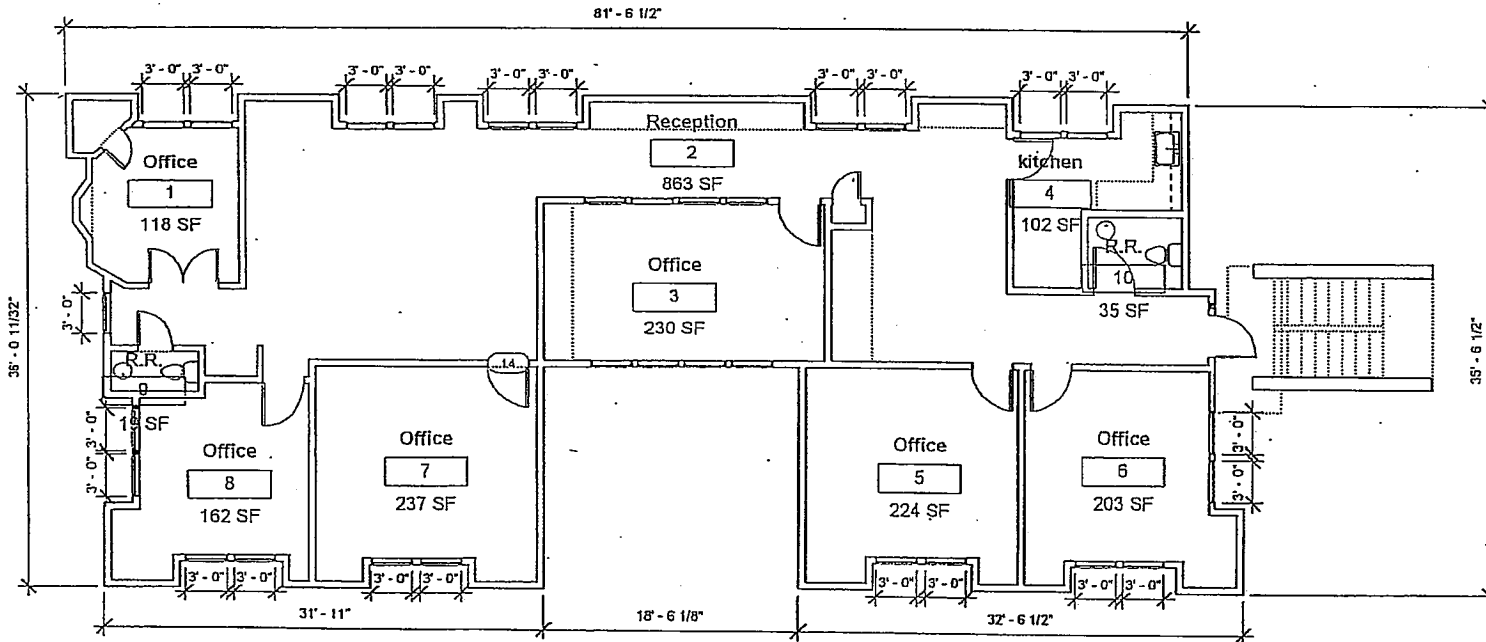 81' - 6 1/2"
3' - 0" 3' - 0" 3' - 0" 3' - 0" 3' - 0" 3' - 0" 3' - 0" 3' - 0" 3' - 0" 3' - 0"
Reception
2
863 SF
Office
1
118 SF
kitchen
4
102 SF
R.R.
10
35 SF
Office
3
230 SF
36' - 0 11/32"
35' - 6 1/2"
3' - 0"
R.R.
19 SF
14
3' - 0"
3' - 0"
Office
8
162 SF
Office
7
237 SF
Office
5
224 SF
Office
6
203 SF
3' - 0"
3' - 0"
3' - 0" 3' - 0" 3' - 0" 3' - 0" 3' - 0" 3' - 0" 3' - 0" 3' - 0"
31' - 11" 18' - 6 1/8" 32' - 6 1/2"